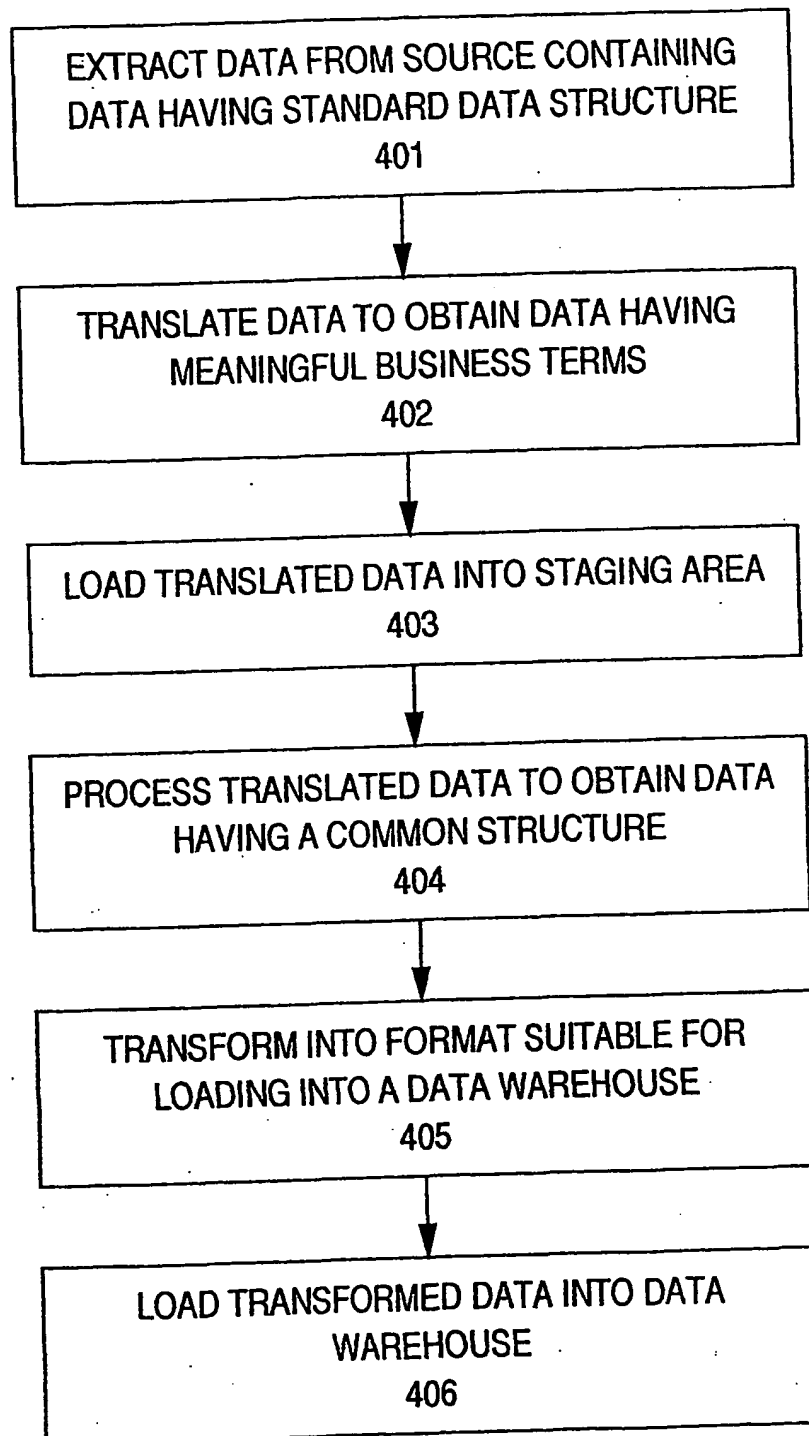 EXTRACT DATA FROM SOURCE CONTAINING
DATA HAVING STANDARD DATA STRUCTURE
401
TRANSLATE DATA TO OBTAIN DATA HAVING
MEANINGFUL BUSINESS TERMS
402
LOAD TRANSLATED DATA INTO STAGING AREA
403
PROCESS TRANSLATED DATA TO OBTAIN DATA
HAVING A COMMON STRUCTURE
404
TRANSFORM INTO FORMAT SUITABLE FOR
LOADING INTO A DATA WAREHOUSE
405
LOAD TRANSFORMED DATA INTO DATA
WAREHOUSE
406